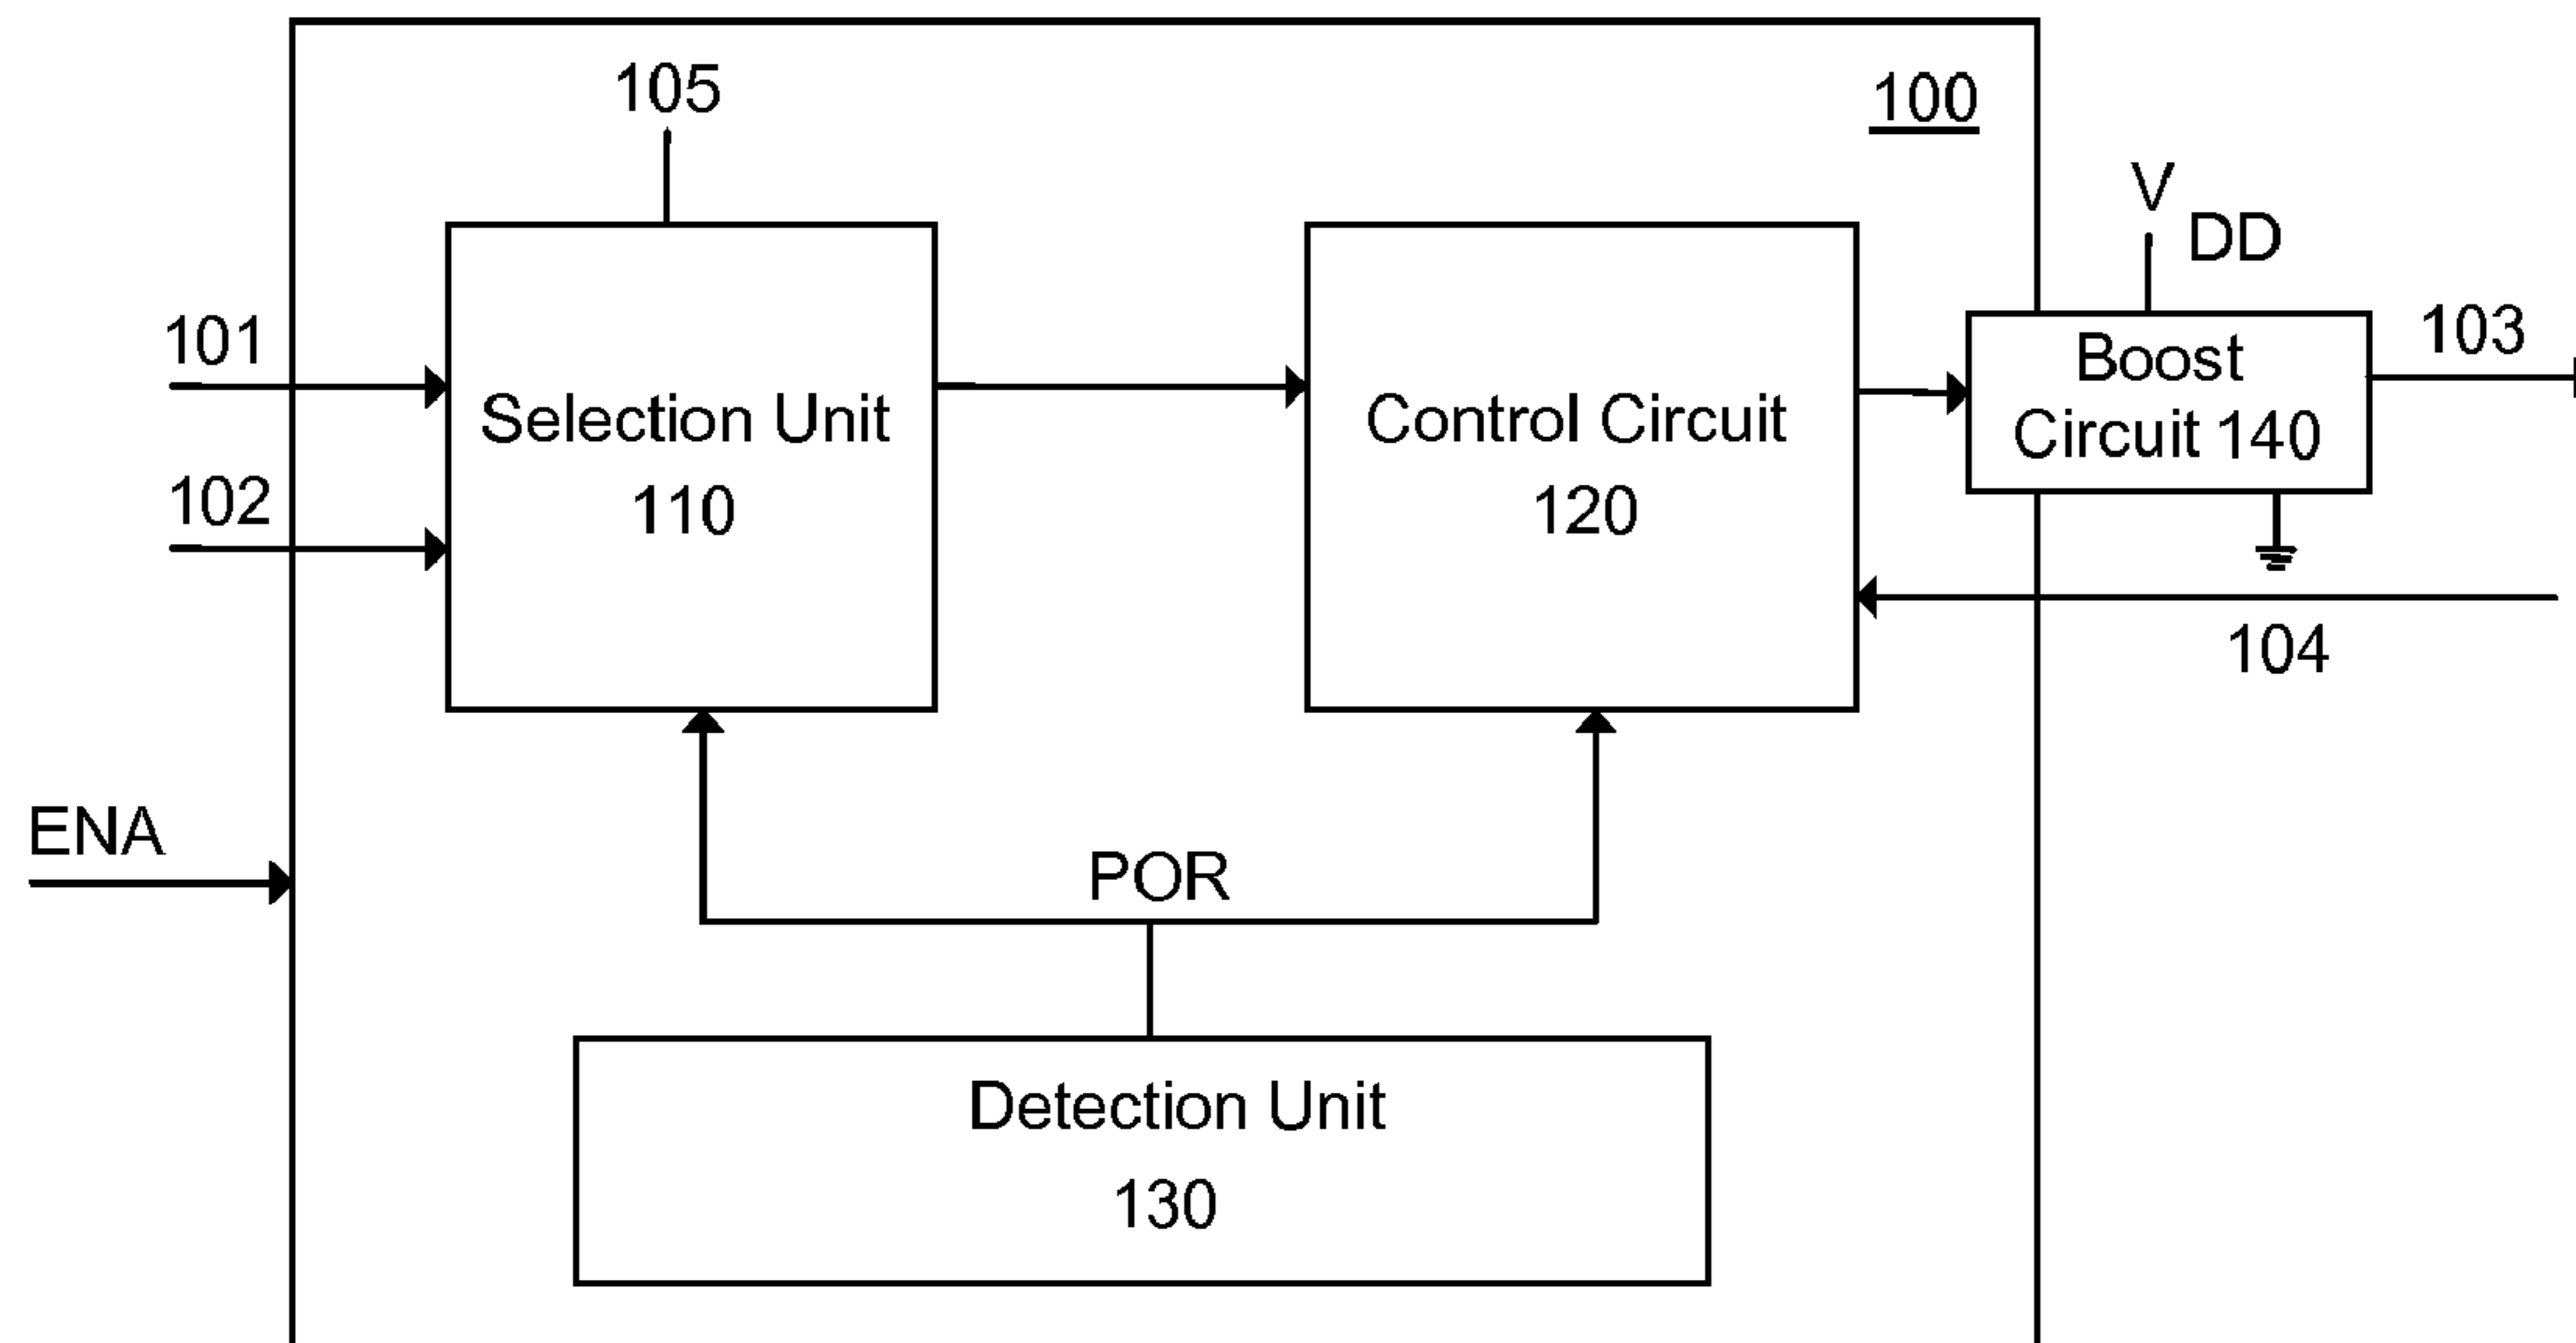 105
100
V
DD
101
103
Boost
Circuit 140
Selection Unit
110
Control Circuit
120
102
104
ENA
POR
Detection Unit
130